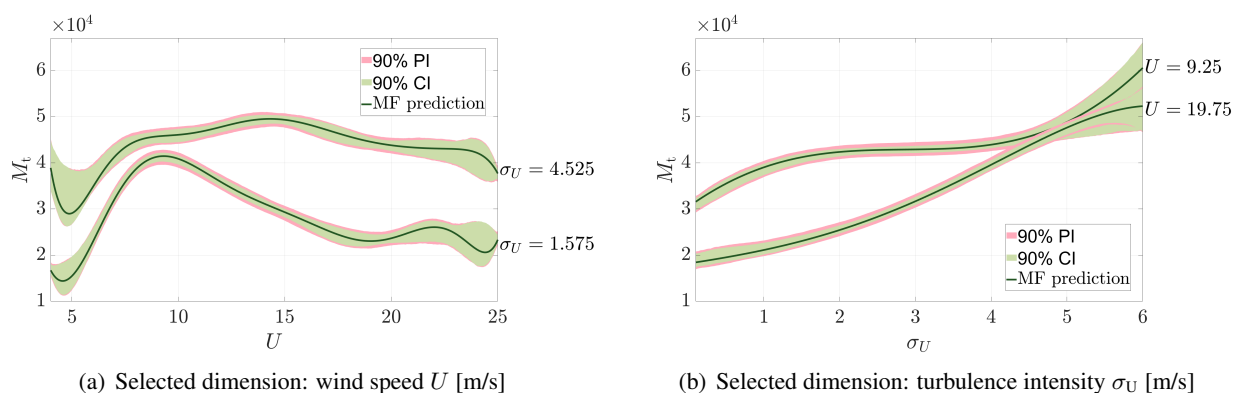 ×10⁴
6
5
4
3
2
1
Mₜ
90% PI
90% CI
MF prediction
σ_U = 4.525
σ_U = 1.575
5 10 15 20 25
U
(a) Selected dimension: wind speed U [m/s]
×10⁴
6
5
4
3
2
1
Mₜ
U = 9.25
U = 19.75
90% PI
90% CI
MF prediction
1 2 3 4 5 6
σ_U
(b) Selected dimension: turbulence intensity σ_U [m/s]